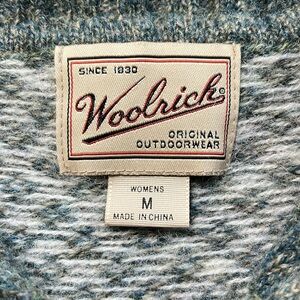 SINCE 1830
Woolrich
ORIGINAL
OUTDOORWEAR
WOMENS
M
MADE IN CHINA